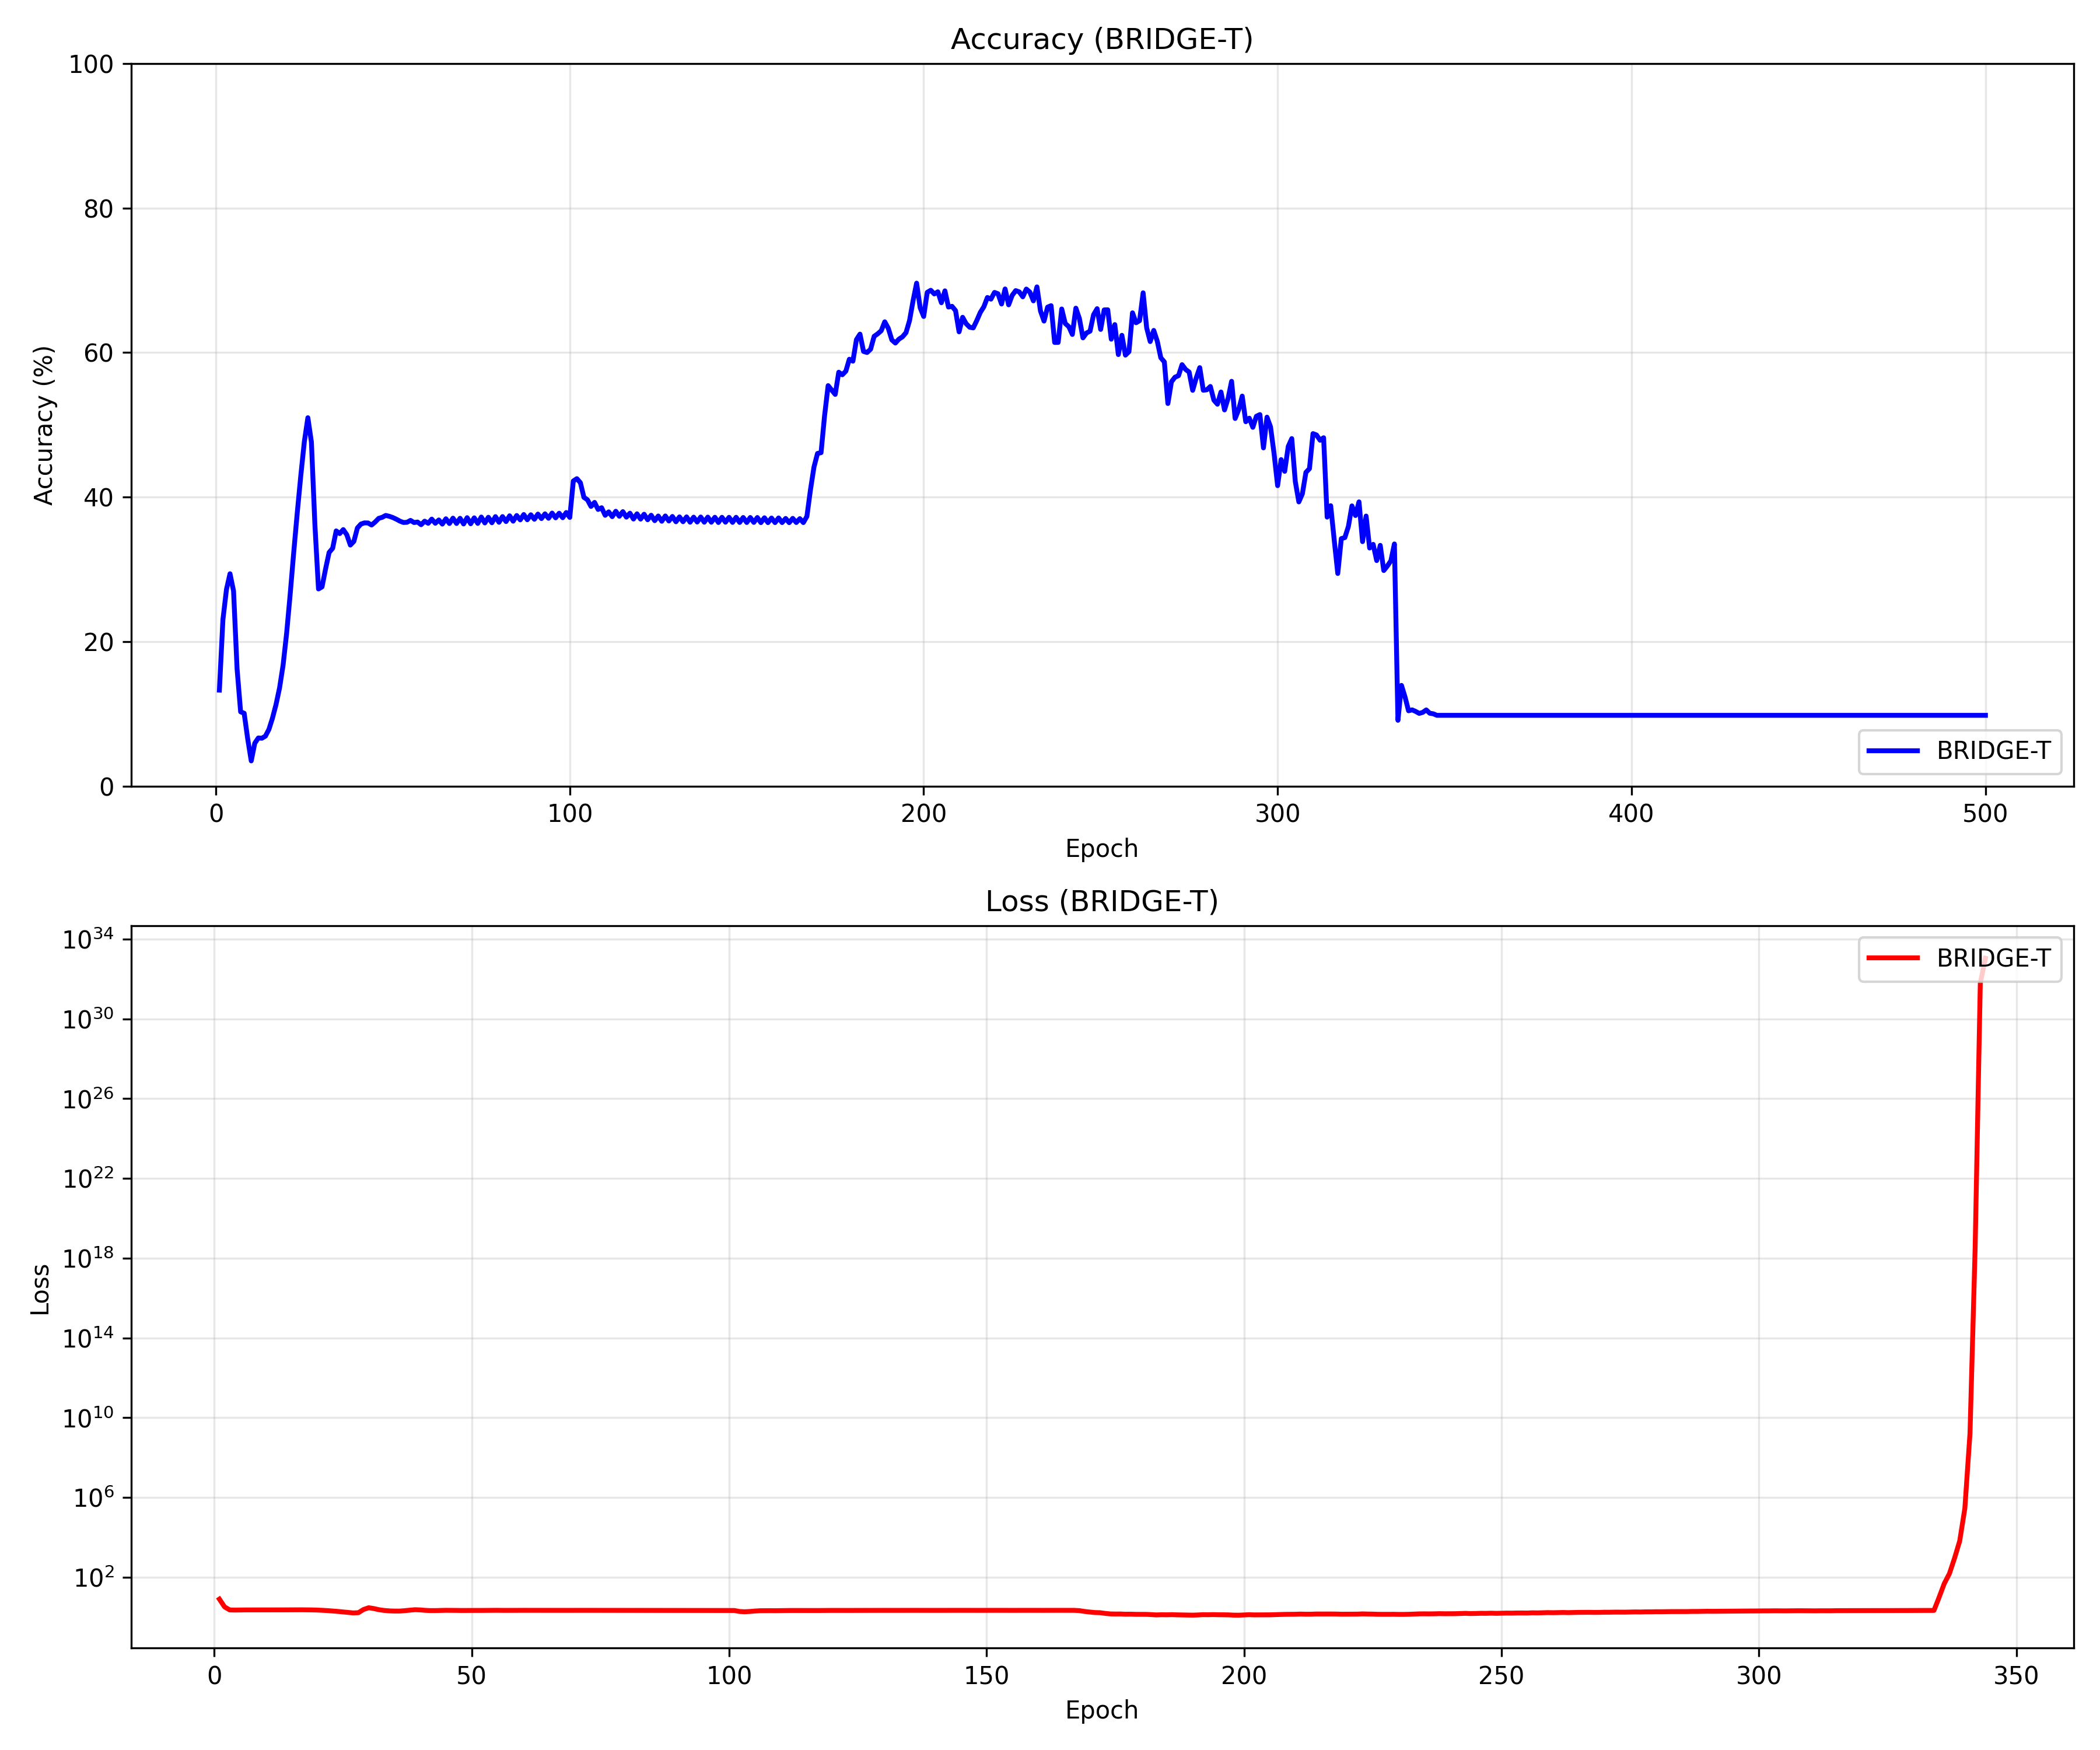 Accuracy (BRIDGE-T)
Accuracy (%)
100
80
60
40
20
0
0 100 200 300 400 500
Epoch
BRIDGE-T
Loss (BRIDGE-T)
Loss
10^34
10^30
10^26
10^22
10^18
10^14
10^10
10^6
10^2
0 50 100 150 200 250 300 350
Epoch
BRIDGE-T